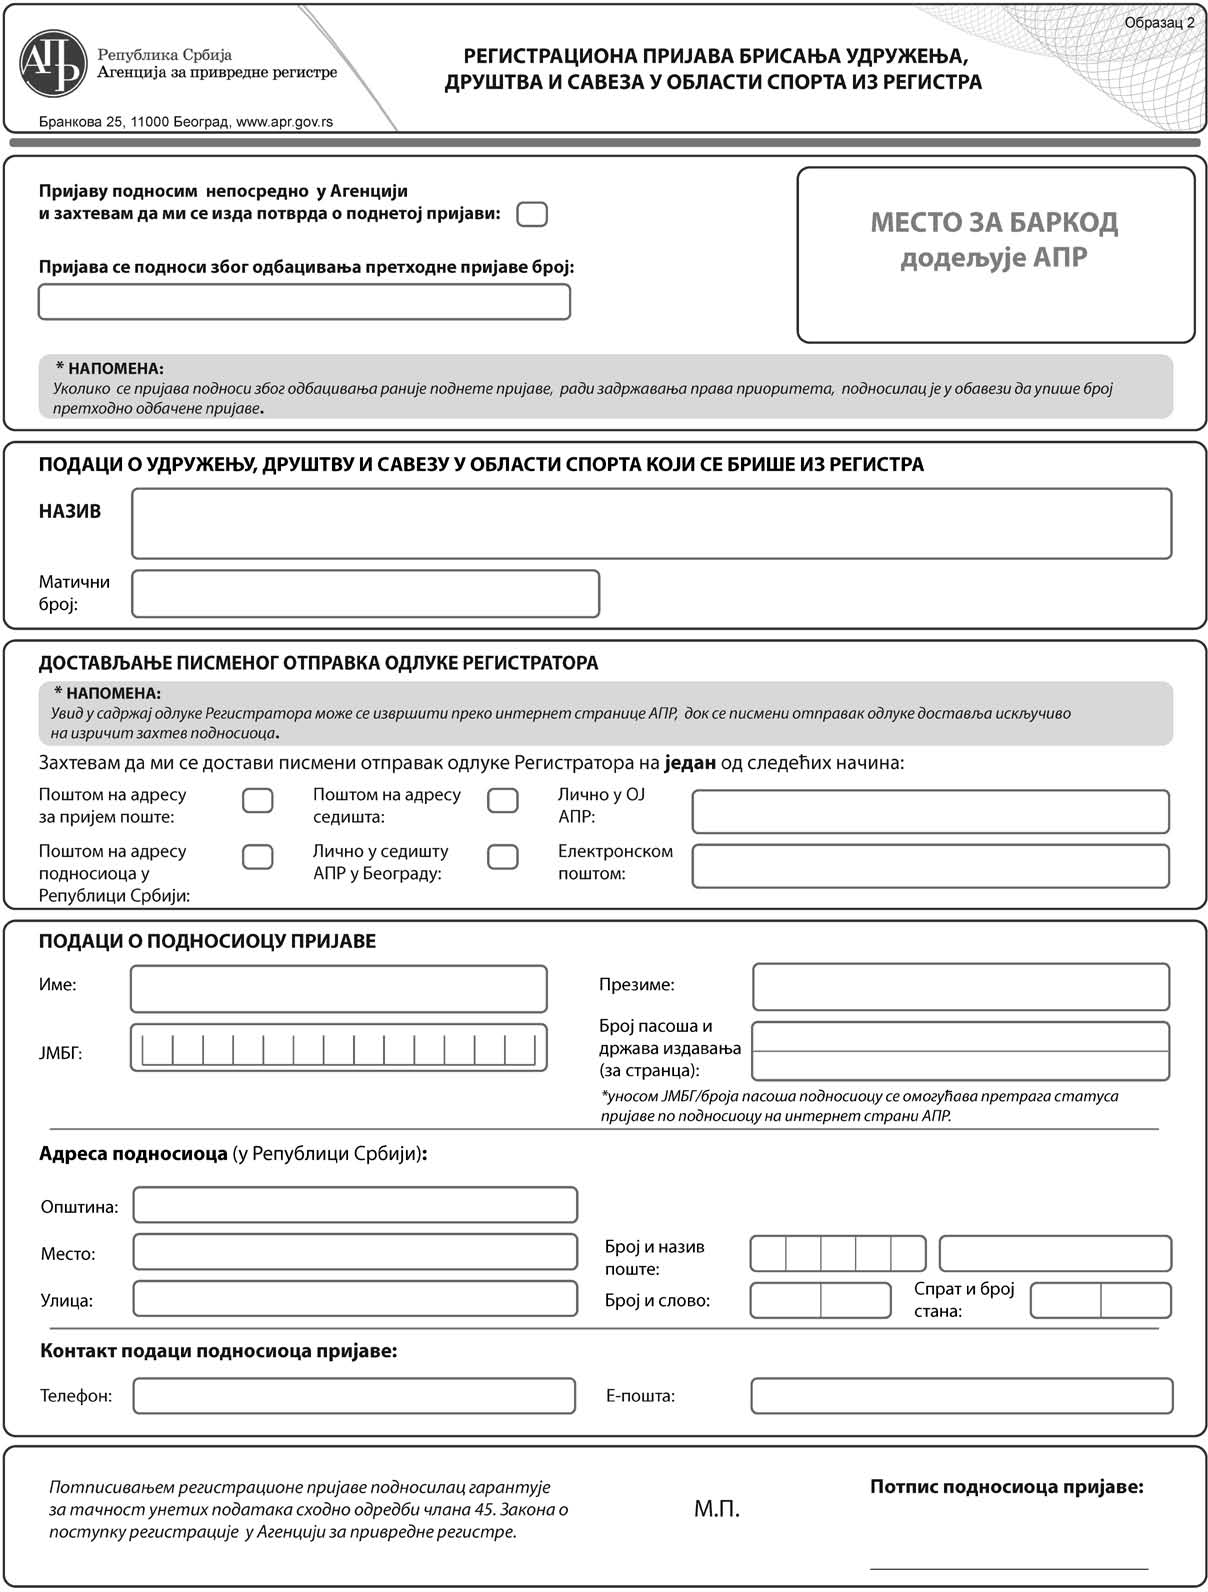 Образац 2
АПР
Република Србија
Агенција за привредне регистре
Бранкова 25, 11000 Београд, www.apr.gov.rs
РЕГИСТРАЦИОНА ПРИЈАВА БРИСАЊА УДРУЖЕЊА,
ДРУШТВА И САВЕЗА У ОБЛАСТИ СПОРТА ИЗ РЕГИСТРА
Пријаву подносим непосредно у Агенцији
и захтевам да ми се изда потврда о поднетој пријави:
МЕСТО ЗА БАРКОД
додељује АПР
Пријава се подноси због одбацивања претходне пријаве број:
* НАПОМЕНА:
Уколико се пријава подноси због одбацивања раније поднете пријаве, ради задржавања права приоритета, подносилац је у обавези да упише број
претходно одбачене пријаве.
ПОДАЦИ О УДРУЖЕЊУ, ДРУШТВУ И САВЕЗУ У ОБЛАСТИ СПОРТА КОЈИ СЕ БРИШЕ ИЗ РЕГИСТРА
НАЗИВ
Матични
број:
ДОСТАВЉАЊЕ ПИСМЕНОГ ОТПРАВКА ОДЛУКЕ РЕГИСТРАТОРА
* НАПОМЕНА:
Увид у садржај одлуке Регистратора може се извршити преко интернет странице АПР, док се писмени отправак одлуке доставља искључиво
на изричит захтев подносиоца.
Захтевам да ми се достави писмени отправак одлуке Регистратора на један од следећих начина:
Поштом на адресу
за пријем поште:
Поштом на адресу
седишта:
Лично у ОЈ
АПР:
Поштом на адресу
подносиоца у
Републици Србији:
Лично у седишту
АПР у Београду:
Електронском
поштом:
ПОДАЦИ О ПОДНОСИОЦУ ПРИЈАВЕ
Име:
Презиме:
ЈМБГ:
Број пасоша и
држава издавања
(за странца):
*уносом ЈМБГ/броја пасоша подносиоцу се омогућава претрага статуса
пријаве по подносиоцу на интернет страни АПР.
Адреса подносиоца (у Републици Србији):
Општина:
Место:
Број и назив
поште:
Улица:
Број и слово:
Спрат и број
стана:
Контакт подаци подносиоца пријаве:
Телефон:
Е-пошта:
Потписивањем регистрационе пријаве подносилац гарантује
за тачност унетих података сходно одредби члана 45. Закона о
поступку регистрације у Агенцији за привредне регистре.
М.П.
Потпис подносиоца пријаве: